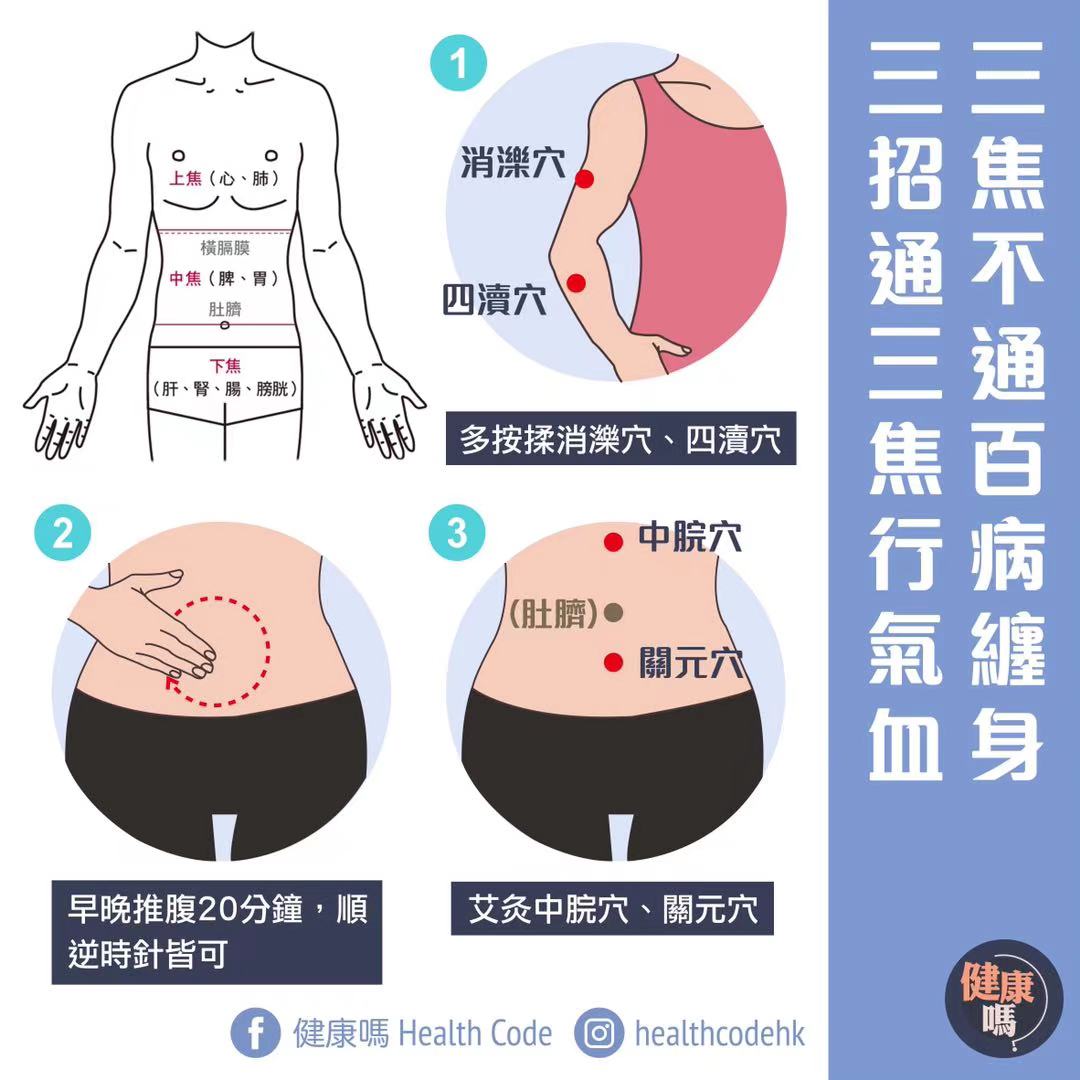 三焦不通百病纏身
三招通三焦行氣血
上焦（心、肺）
橫膈膜
中焦（脾、胃）
肚臍
下焦
（肝、腎、腸、膀胱）
1
消濼穴
四瀆穴
多按揉消濼穴、四瀆穴
2
早晚推腹20分鐘，順
逆時針皆可
3
中脘穴
(肚臍)
關元穴
艾灸中脘穴、關元穴
健康嗎 Health Code
healthcodehk
健康
嗎